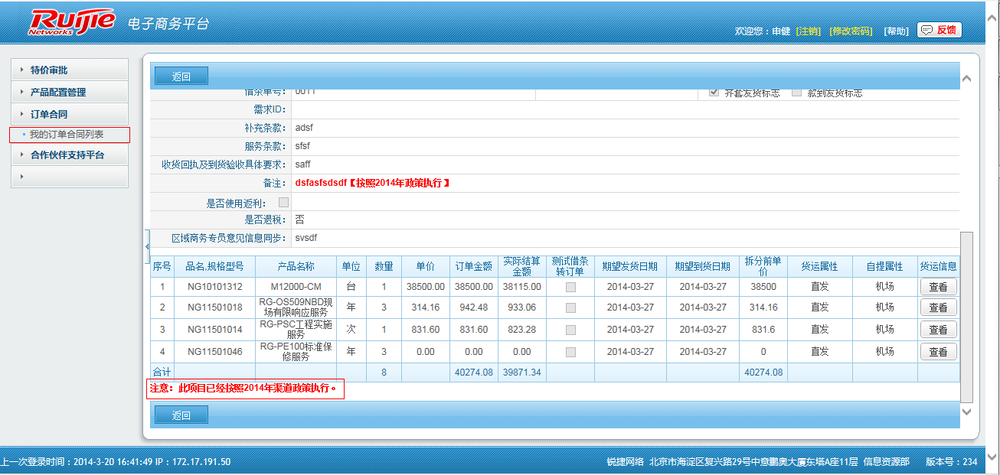 Ruijie Networks 电子商务平台
欢迎您：申健 [注销] [修改密码] [帮助] 反馈
特价审批
产品配置管理
订单合同
我的订单合同列表
合作伙伴支持平台
返回
借条单号： 0011 齐套发货标志 款到发货标志
需求ID：
补充条款： adsf
服务条款： sfsf
收货回执及到货验收具体要求： saff
备注： dsfasfsdsdf【按照2014年政策执行】
是否使用返利：
是否退税： 否
区域商务专员意见信息同步： svsdf
序号 品名,规格型号 产品名称 单位 数量 单价 订单金额 实际结算金额 测试借条转订单 期望发货日期 期望到货日期 拆分前单价 货运属性 自提属性 货运信息
1 NG10101312 M12000-CM 台 1 38500.00 38500.00 38115.00 2014-03-27 2014-03-27 38500 直发 机场 查看
2 NG11501018 RG-OS509NBD现场有限响应服务 年 3 314.16 942.48 933.06 2014-03-27 2014-03-27 314.16 直发 机场 查看
3 NG11501014 RG-PSC工程实施服务 次 1 831.60 831.60 823.28 2014-03-27 2014-03-27 831.6 直发 机场 查看
4 NG11501046 RG-PE100标准保修服务 年 3 0.00 0.00 0.00 2014-03-27 2014-03-27 0 直发 机场 查看
合计 8 40274.08 39871.34 40274.08
注意：此项目已经按照2014年渠道政策执行。
返回
上一次登录时间：2014-3-20 16:41:49 IP：172.17.191.50 锐捷网络 北京市海淀区复兴路29号中意鹏奥大厦东塔A座11层 信息资源部 版本号：234